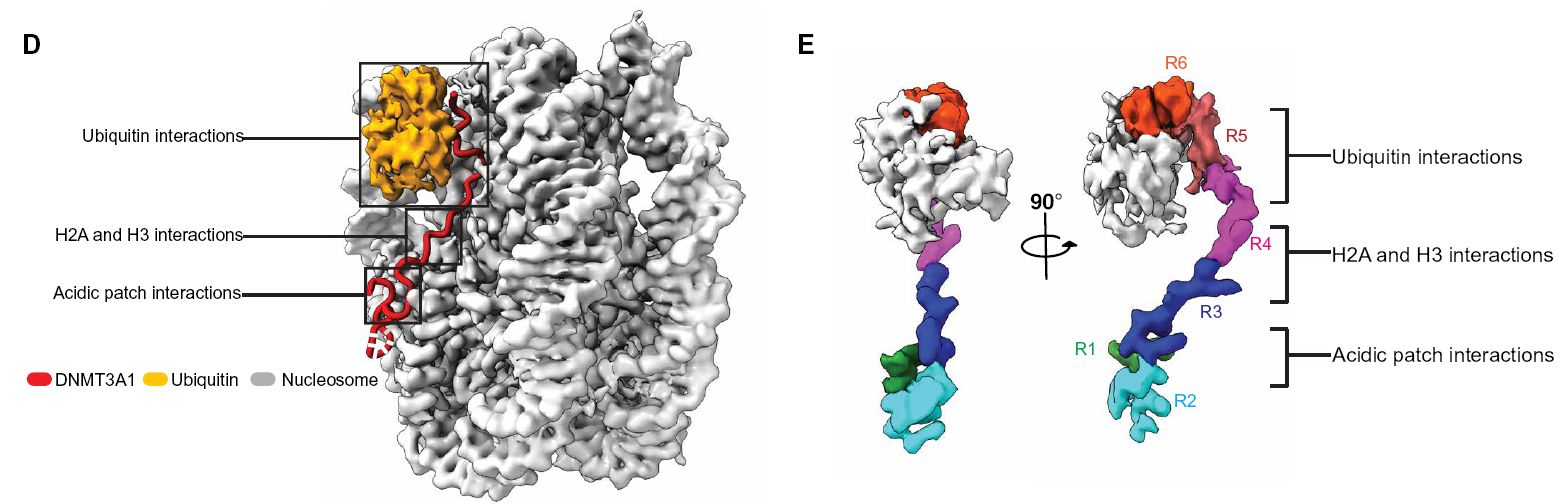 D
Ubiquitin interactions
H2A and H3 interactions
Acidic patch interactions
DNMT3A1 Ubiquitin Nucleosome
E
R6
R5
Ubiquitin interactions
90°
R4
H2A and H3 interactions
R3
R1
Acidic patch interactions
R2